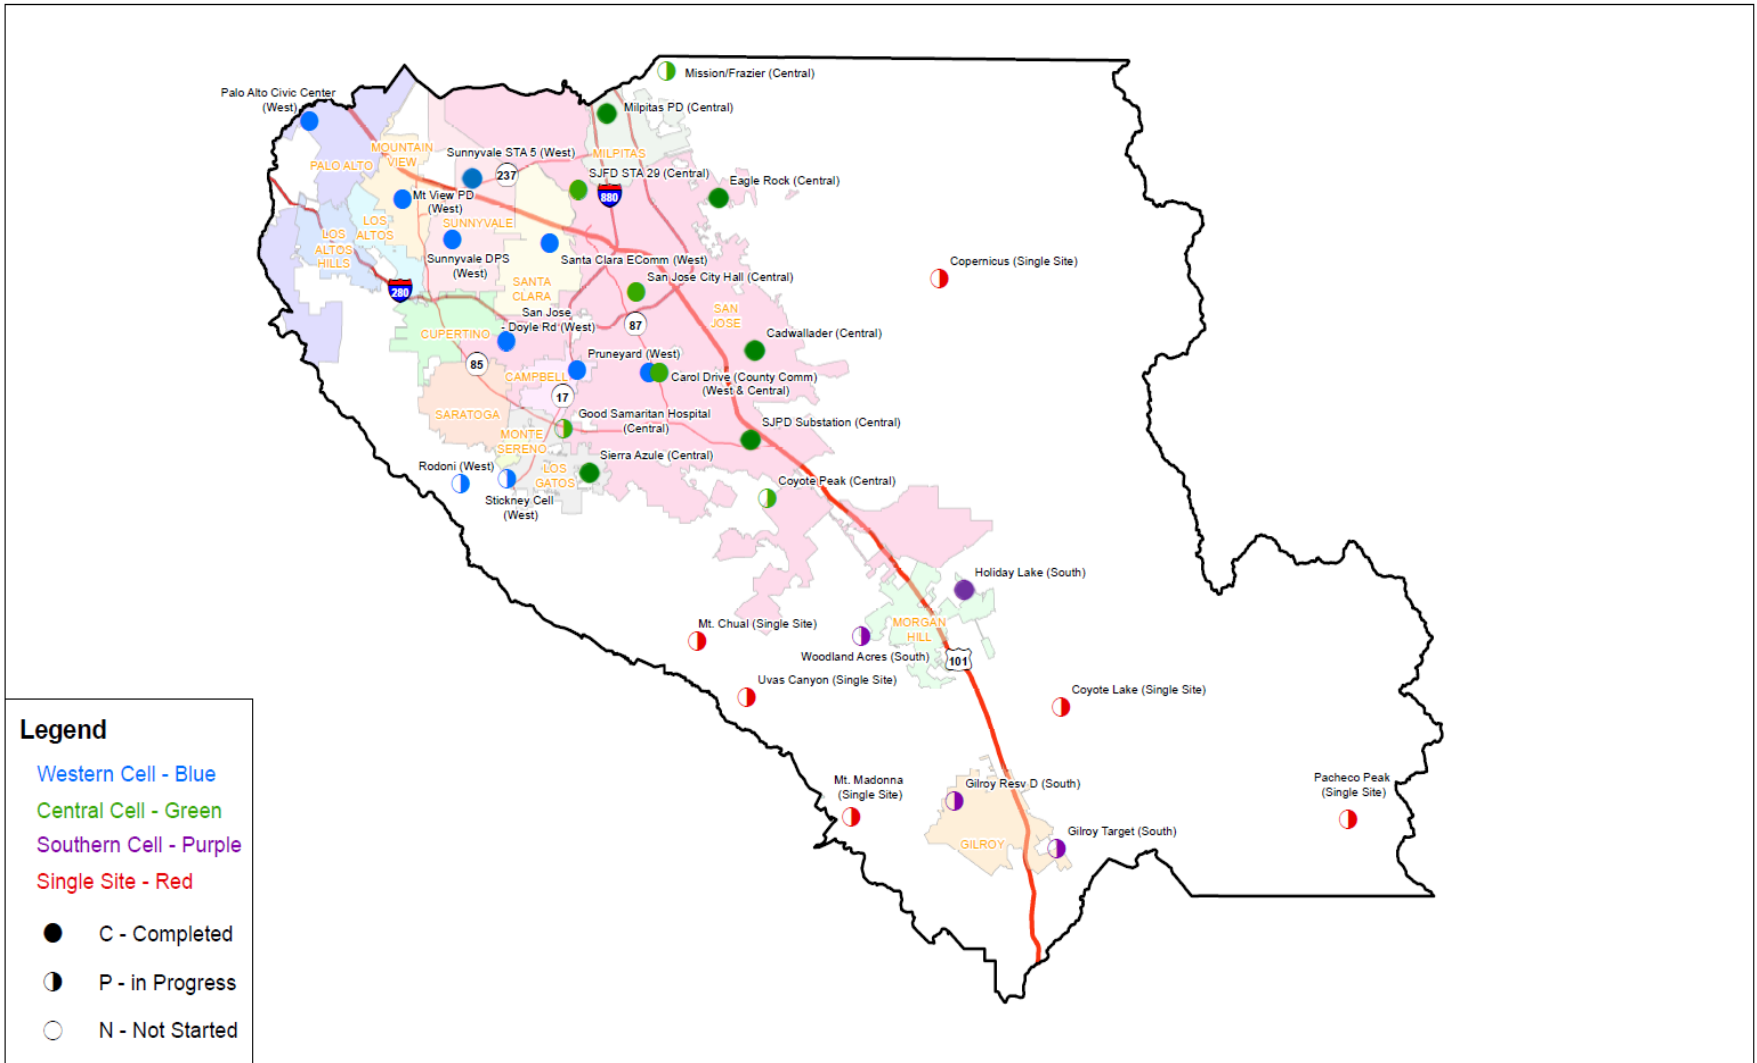 Mission/Frazier (Central)
Palo Alto Civic Center
(West)
Milpitas PD (Central)
MOUNTAIN
VIEW
PALO ALTO
Sunnyvale STA 5 (West)
237
MILPITAS
SJFD STA 29 (Central)
880
Eagle Rock (Central)
Mt View PD
(West)
LOS
ALTOS
SUNNYVALE
LOS
ALTOS
HILLS
Sunnyvale DPS
(West)
Santa Clara EComm (West)
Copernicus (Single Site)
San Jose City Hall (Central)
SANTA
CLARA
280
SAN
JOSE
San Jose
- Doyle Rd (West)
87
CUPERTINO
Cadwallader (Central)
Pruneyard (West)
85
CAMPBELL
Carol Drive (County Comm)
(West & Central)
17
SARATOGA
Good Samaritan Hospital
(Central)
SJPD Substation (Central)
MONTE
SERENO
Sierra Azule (Central)
Rodoni (West)
LOS
GATOS
Coyote Peak (Central)
Stickney Cell
(West)
Holiday Lake (South)
Mt. Chual (Single Site)
MORGAN
HILL
Woodland Acres (South)
101
Uvas Canyon (Single Site)
Coyote Lake (Single Site)
Mt. Madonna
(Single Site)
Gilroy Resv D (South)
Pacheco Peak
(Single Site)
Gilroy Target (South)
GILROY
Legend
Western Cell - Blue
Central Cell - Green
Southern Cell - Purple
Single Site - Red
C - Completed
P - in Progress
N - Not Started